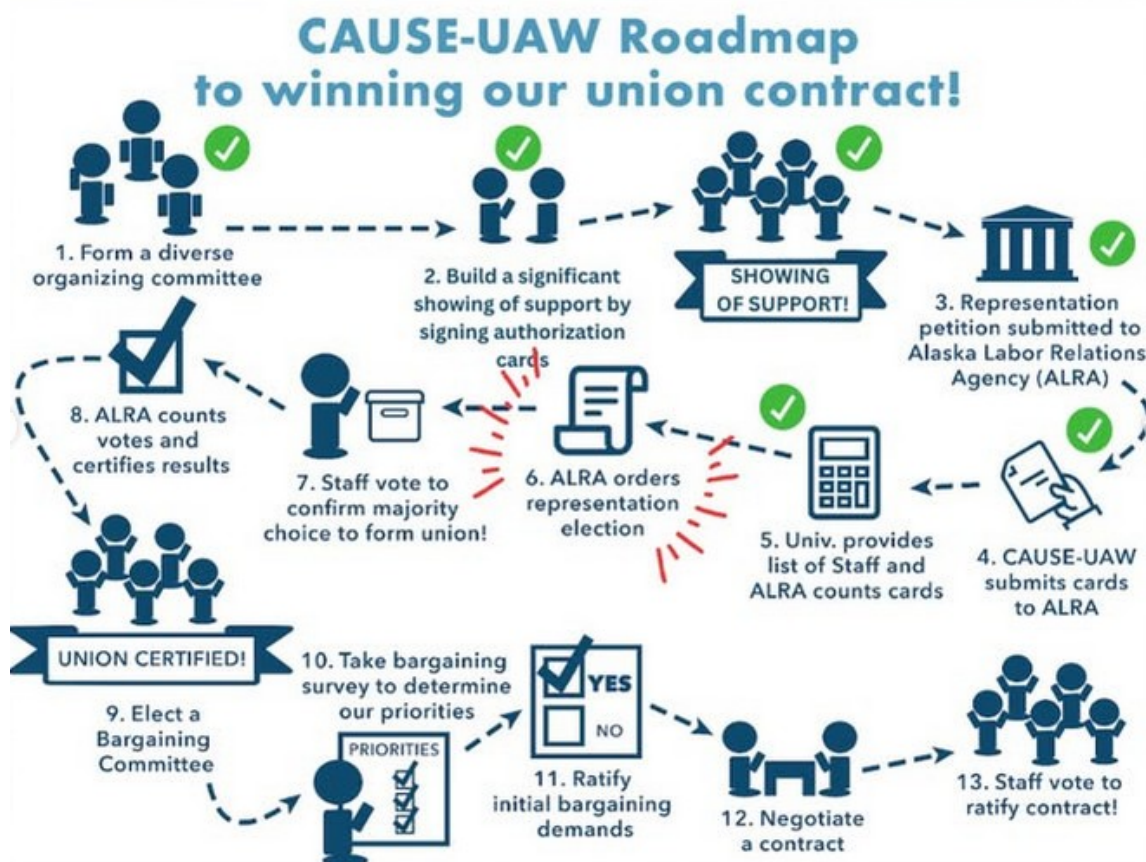 CAUSE-UAW Roadmap
to winning our union contract!
1. Form a diverse
organizing committee
2. Build a significant
showing of support by
signing authorization
cards
SHOWING
OF SUPPORT!
3. Representation
petition submitted to
Alaska Labor Relations
Agency (ALRA)
4. CAUSE-UAW
submits cards
to ALRA
5. Univ. provides
list of Staff and
ALRA counts cards
6. ALRA orders
representation
election
7. Staff vote to
confirm majority
choice to form union!
8. ALRA counts
votes and
certifies results
UNION CERTIFIED!
9. Elect a
Bargaining
Committee
10. Take bargaining
survey to determine
our priorities
PRIORITIES
YES
NO
11. Ratify
initial bargaining
demands
12. Negotiate
a contract
13. Staff vote to
ratify contract!